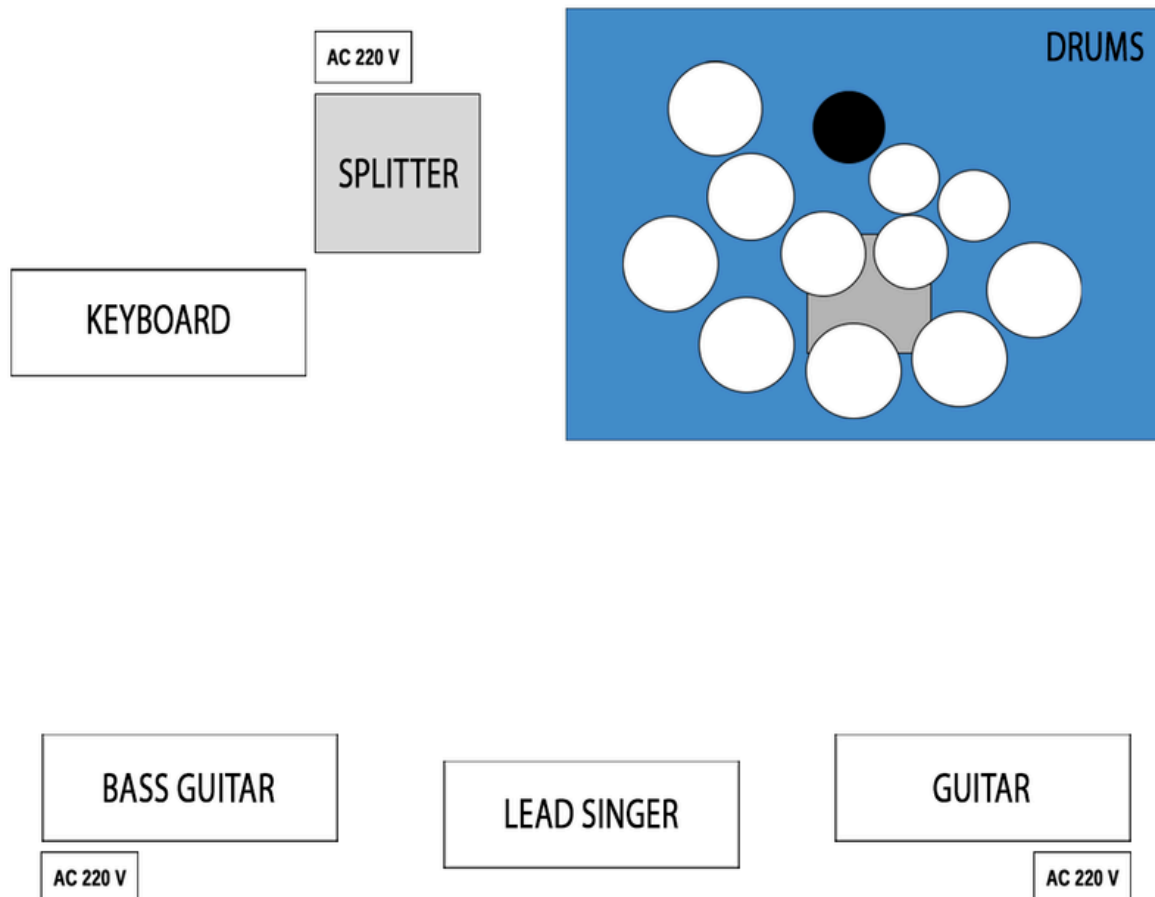 AC 220 V
DRUMS
SPLITTER
KEYBOARD
BASS GUITAR
LEAD SINGER
GUITAR
AC 220 V
AC 220 V